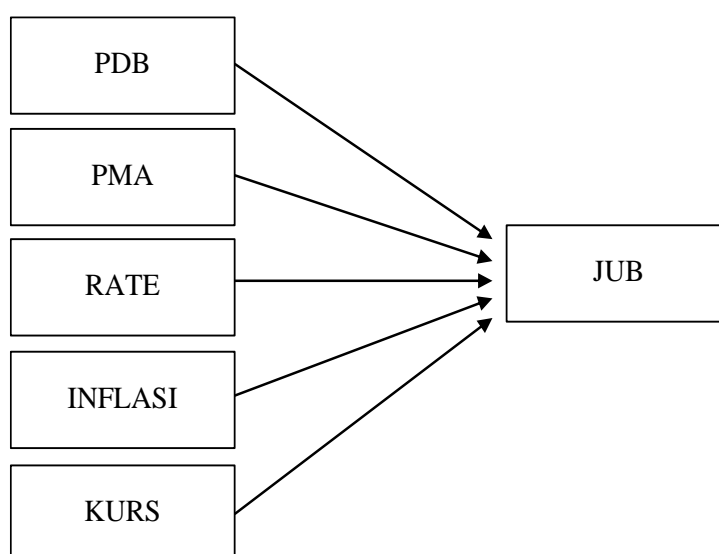 PDB
PMA
RATE
INFLASI
KURS
JUB